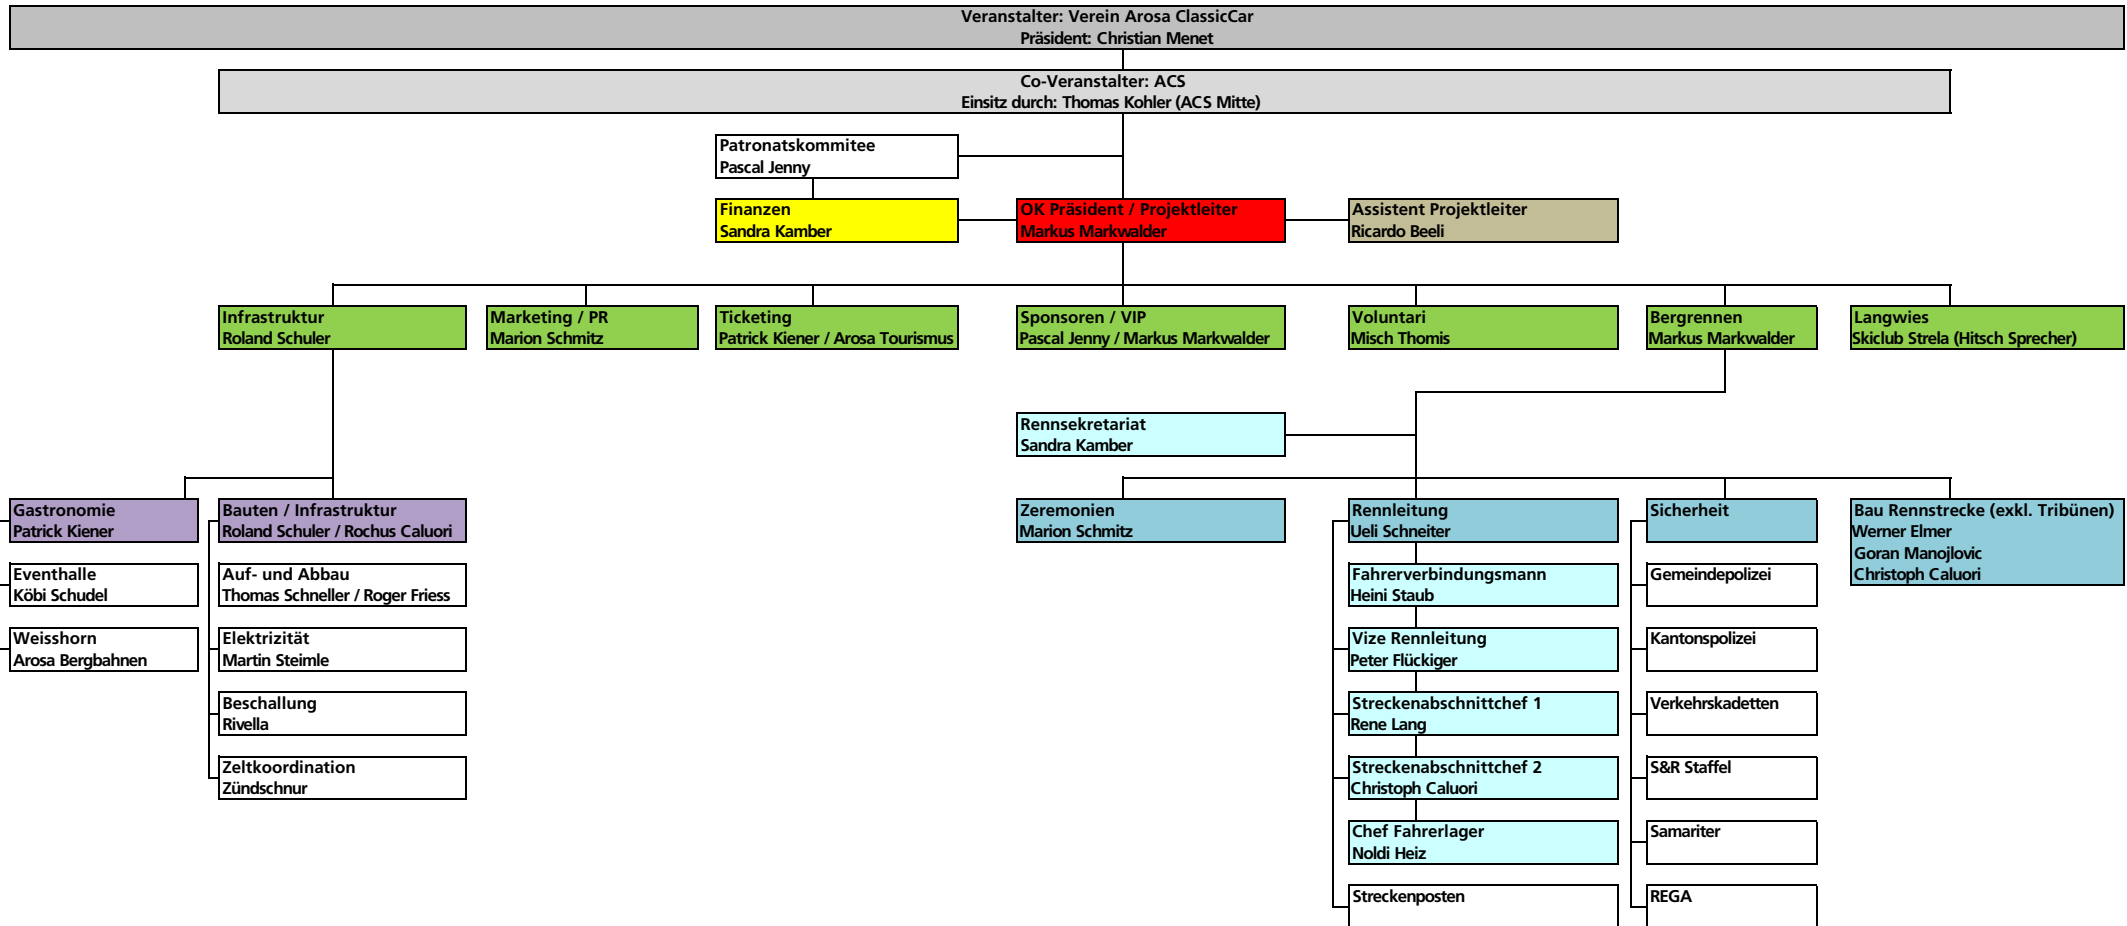 Veranstalter: Verein Arosa ClassicCar
Präsident: Christian Menet
Co-Veranstalter: ACS
Einsitz durch: Thomas Kohler (ACS Mitte)
Patronatskommitee
Pascal Jenny
Finanzen
Sandra Kamber
OK Präsident / Projektleiter
Markus Markwalder
Assistent Projektleiter
Ricardo Beeli
Infrastruktur
Roland Schuler
Marketing / PR
Marion Schmitz
Ticketing
Patrick Kiener / Arosa Tourismus
Sponsoren / VIP
Pascal Jenny / Markus Markwalder
Voluntari
Misch Thomis
Bergrennen
Markus Markwalder
Langwies
Skiclub Strela (Hitsch Sprecher)
Rennsekretariat
Sandra Kamber
Gastronomie
Patrick Kiener
Eventhalle
Köbi Schudel
Weisshorn
Arosa Bergbahnen
Bauten / Infrastruktur
Roland Schuler / Rochus Caluori
Auf- und Abbau
Thomas Schneller / Roger Friess
Elektrizität
Martin Steimle
Beschallung
Rivella
Zeltkoordination
Zündschnur
Zeremonien
Marion Schmitz
Rennleitung
Ueli Schneiter
Fahrerverbindungsmann
Heini Staub
Vize Rennleitung
Peter Flückiger
Streckenabschnittchef 1
Rene Lang
Streckenabschnittchef 2
Christoph Caluori
Chef Fahrerlager
Noldi Heiz
Streckenposten
Sicherheit
Gemeindepolizei
Kantonspolizei
Verkehrskadetten
S&R Staffel
Samariter
REGA
Bau Rennstrecke (exkl. Tribünen)
Werner Elmer
Goran Manojlovic
Christoph Caluori